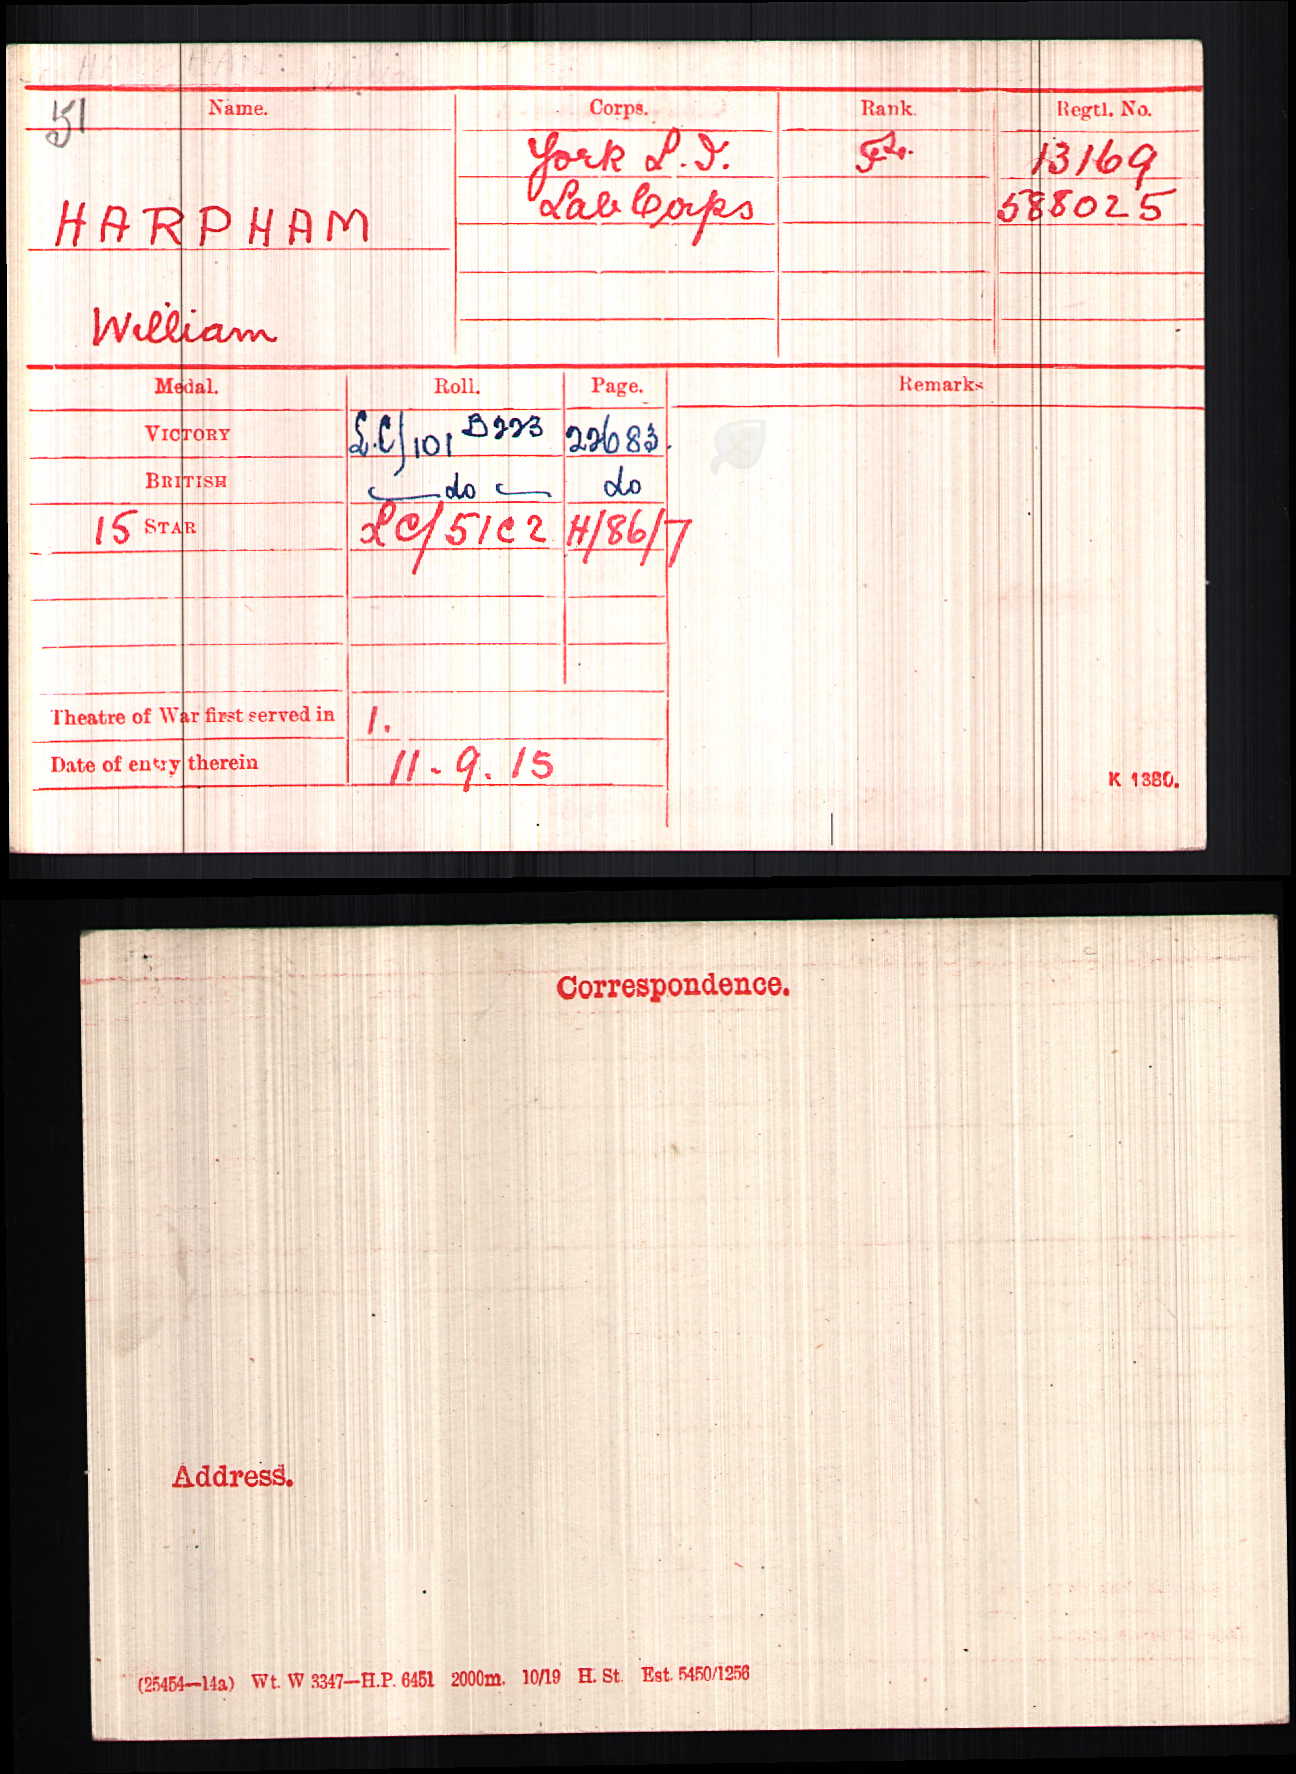 51
Name.
Corps.
Rank.
Regtl. No.
York L.I.
Pte.
13169
Lab Corps
588025
HARPHAM
William
Medal.
Roll.
Page.
Remarks
VICTORY
L.C/101 B223
22683.
BRITISH
do
do
15 STAR
LC/51C2
H/86/7
Theatre of War first served in
1.
Date of entry therein
11.9.15
K 1380.
Correspondence.
Address.
(25454—14a) Wt. W 3347—H.P. 6451 2000m. 10/19 H. St. Est. 5450/1256